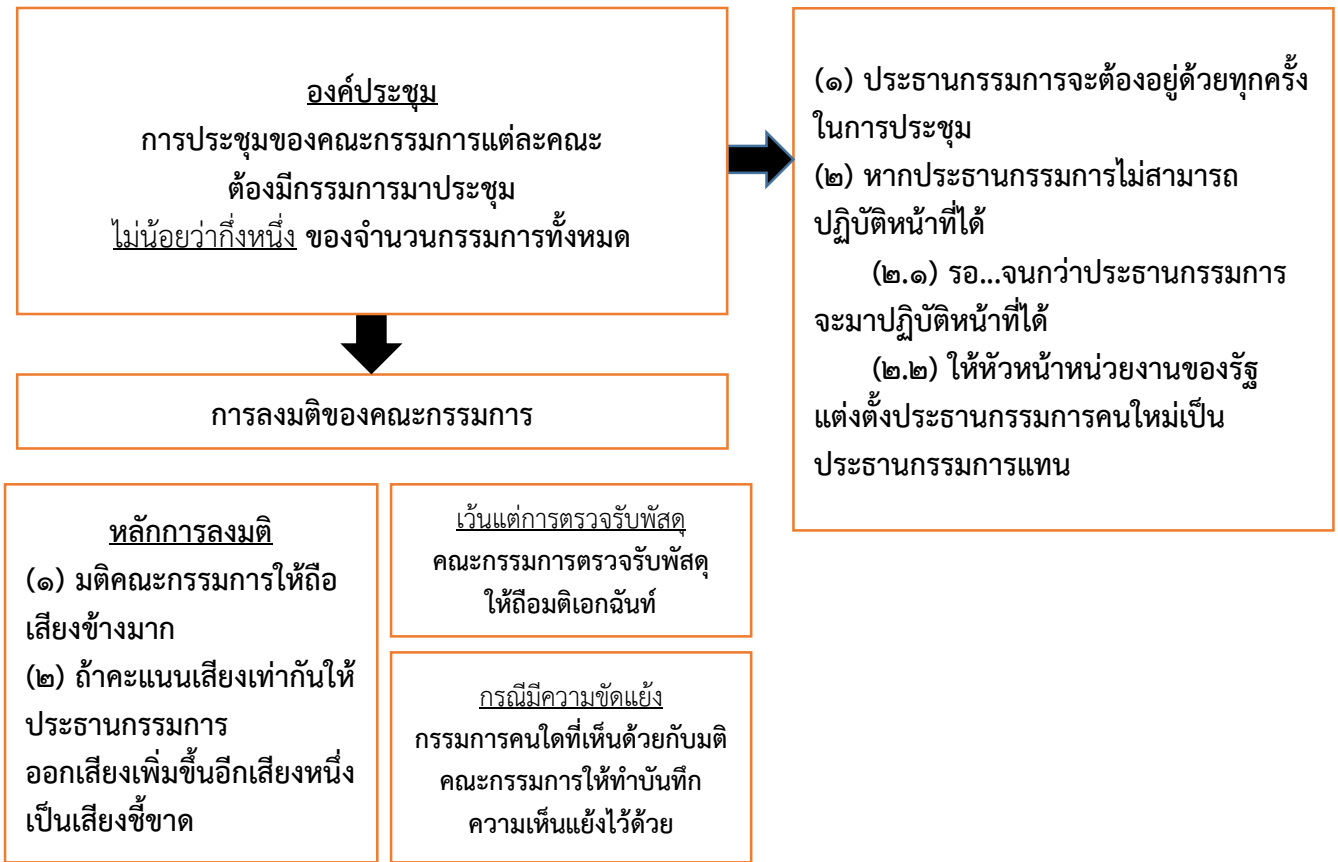 องค์ประชุม
การประชุมของคณะกรรมการแต่ละคณะ
ต้องมีกรรมการมาประชุม
ไม่น้อยว่ากึ่งหนึ่ง ของจำนวนกรรมการทั้งหมด
(๑) ประธานกรรมการจะต้องอยู่ด้วยทุกครั้ง
ในการประชุม
(๒) หากประธานกรรมการไม่สามารถ
ปฏิบัติหน้าที่ได้
(๒.๑) รอ...จนกว่าประธานกรรมการ
จะมาปฏิบัติหน้าที่ได้
(๒.๒) ให้หัวหน้าหน่วยงานของรัฐ
แต่งตั้งประธานกรรมการคนใหม่เป็น
ประธานกรรมการแทน
การลงมติของคณะกรรมการ
หลักการลงมติ
(๑) มติคณะกรรมการให้ถือ
เสียงข้างมาก
(๒) ถ้าคะแนนเสียงเท่ากันให้
ประธานกรรมการ
ออกเสียงเพิ่มขึ้นอีกเสียงหนึ่ง
เป็นเสียงชี้ขาด
เว้นแต่การตรวจรับพัสดุ
คณะกรรมการตรวจรับพัสดุ
ให้ถือมติเอกฉันท์
กรณีมีความขัดแย้ง
กรรมการคนใดที่เห็นด้วยกับมติ
คณะกรรมการให้ทำบันทึก
ความเห็นแย้งไว้ด้วย